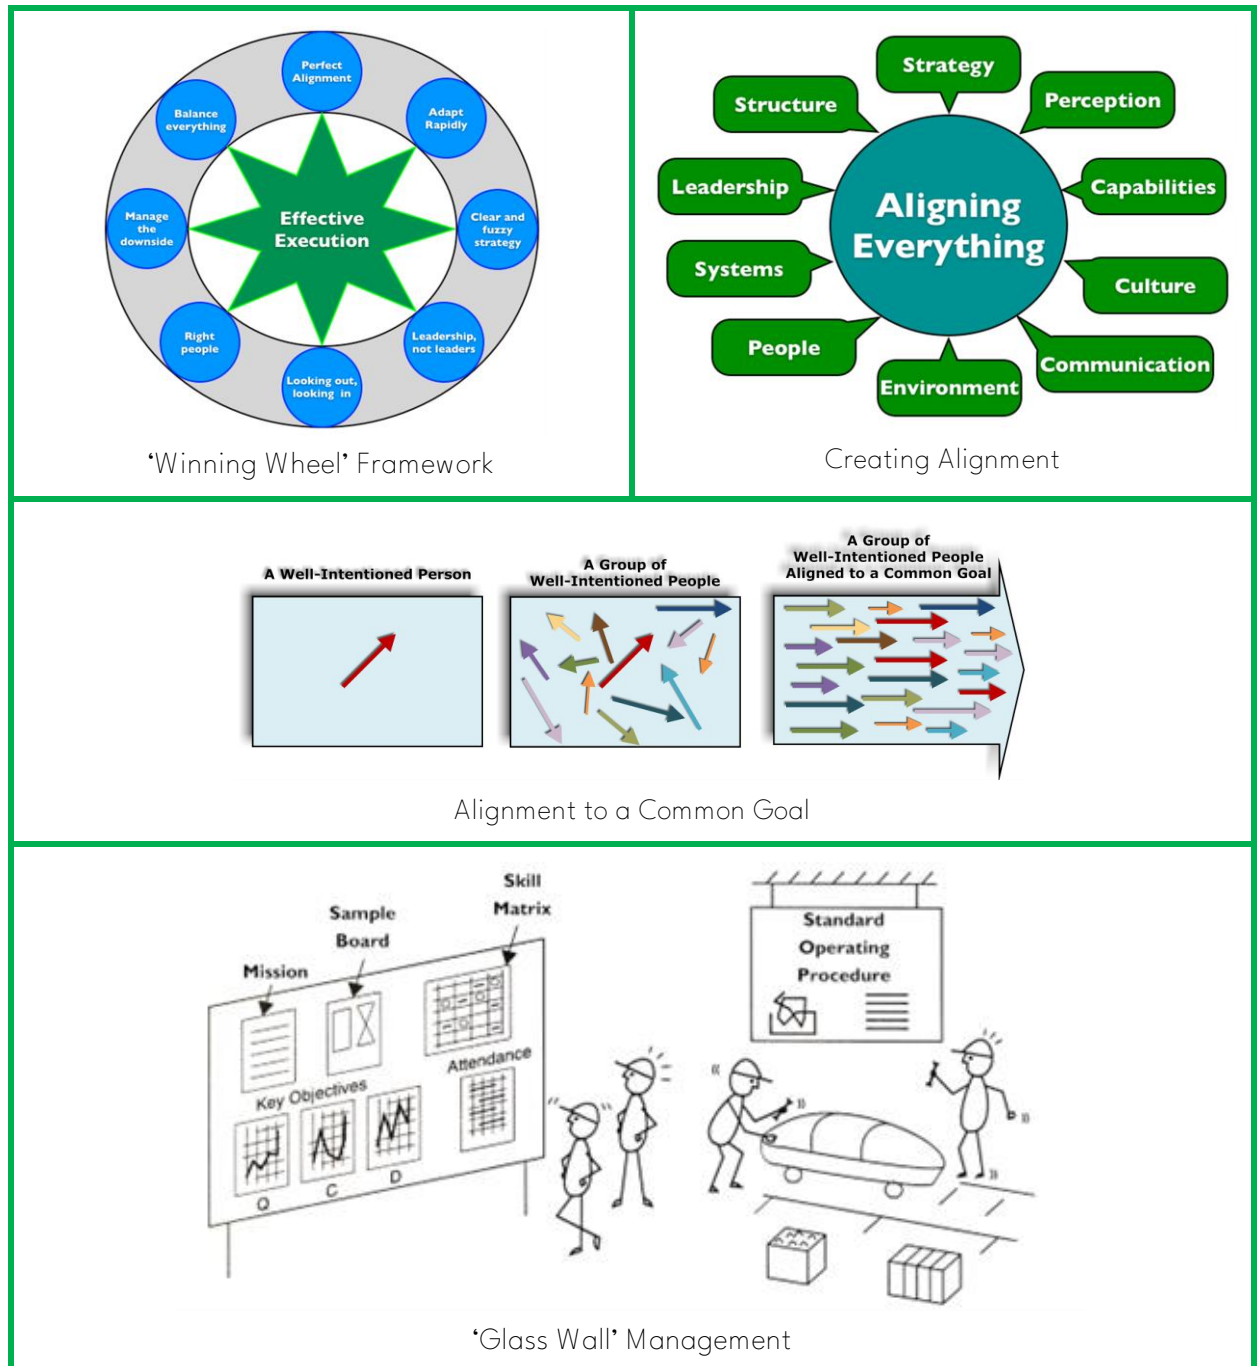 Perfect
Alignment
Adapt
Rapidly
Clear and
fuzzy
strategy
Leadership,
not leaders
Looking out,
looking in
Right
people
Manage
the
downside
Balance
everything
Effective
Execution
‘Winning Wheel’ Framework
Strategy
Perception
Capabilities
Culture
Communication
Environment
People
Systems
Leadership
Structure
Aligning
Everything
Creating Alignment
A Well-Intentioned Person
A Group of
Well-Intentioned People
A Group of
Well-Intentioned People
Aligned to a Common Goal
Alignment to a Common Goal
Mission
Sample
Board
Skill
Matrix
Key Objectives
Attendance
Q
C
D
Standard
Operating
Procedure
‘Glass Wall’ Management